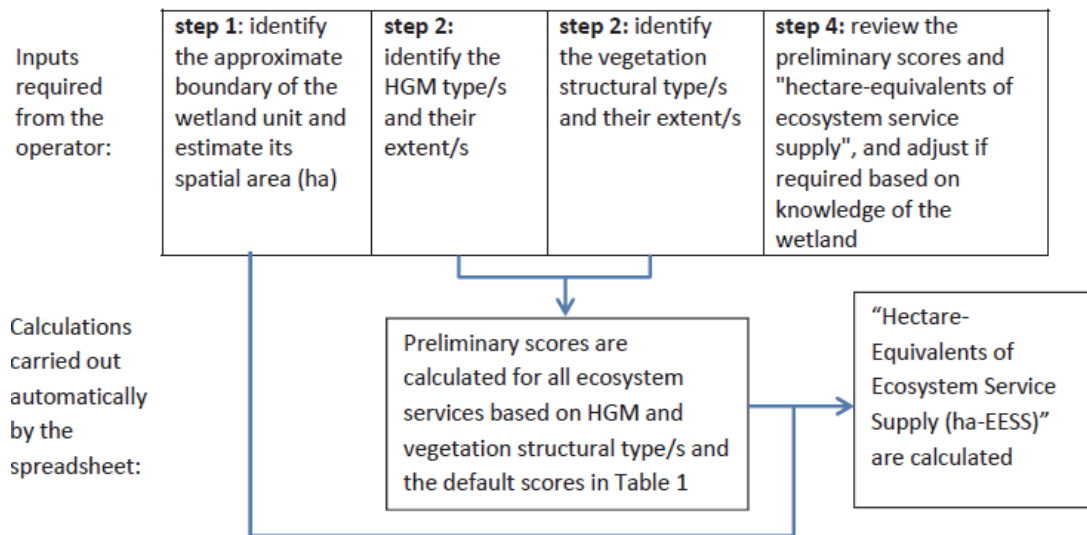 Inputs
required
from the
operator:
step 1: identify
the approximate
boundary of the
wetland unit and
estimate its
spatial area (ha)
step 2:
identify the
HGM type/s
and their
extent/s
step 2: identify
the vegetation
structural type/s
and their extent/s
step 4: review the
preliminary scores and
"hectare-equivalents of
ecosystem service
supply", and adjust if
required based on
knowledge of the
wetland
Calculations
carried out
automatically
by the
spreadsheet:
Preliminary scores are
calculated for all ecosystem
services based on HGM and
vegetation structural type/s and
the default scores in Table 1
“Hectare-
Equivalents of
Ecosystem Service
Supply (ha-EESS)”
are calculated